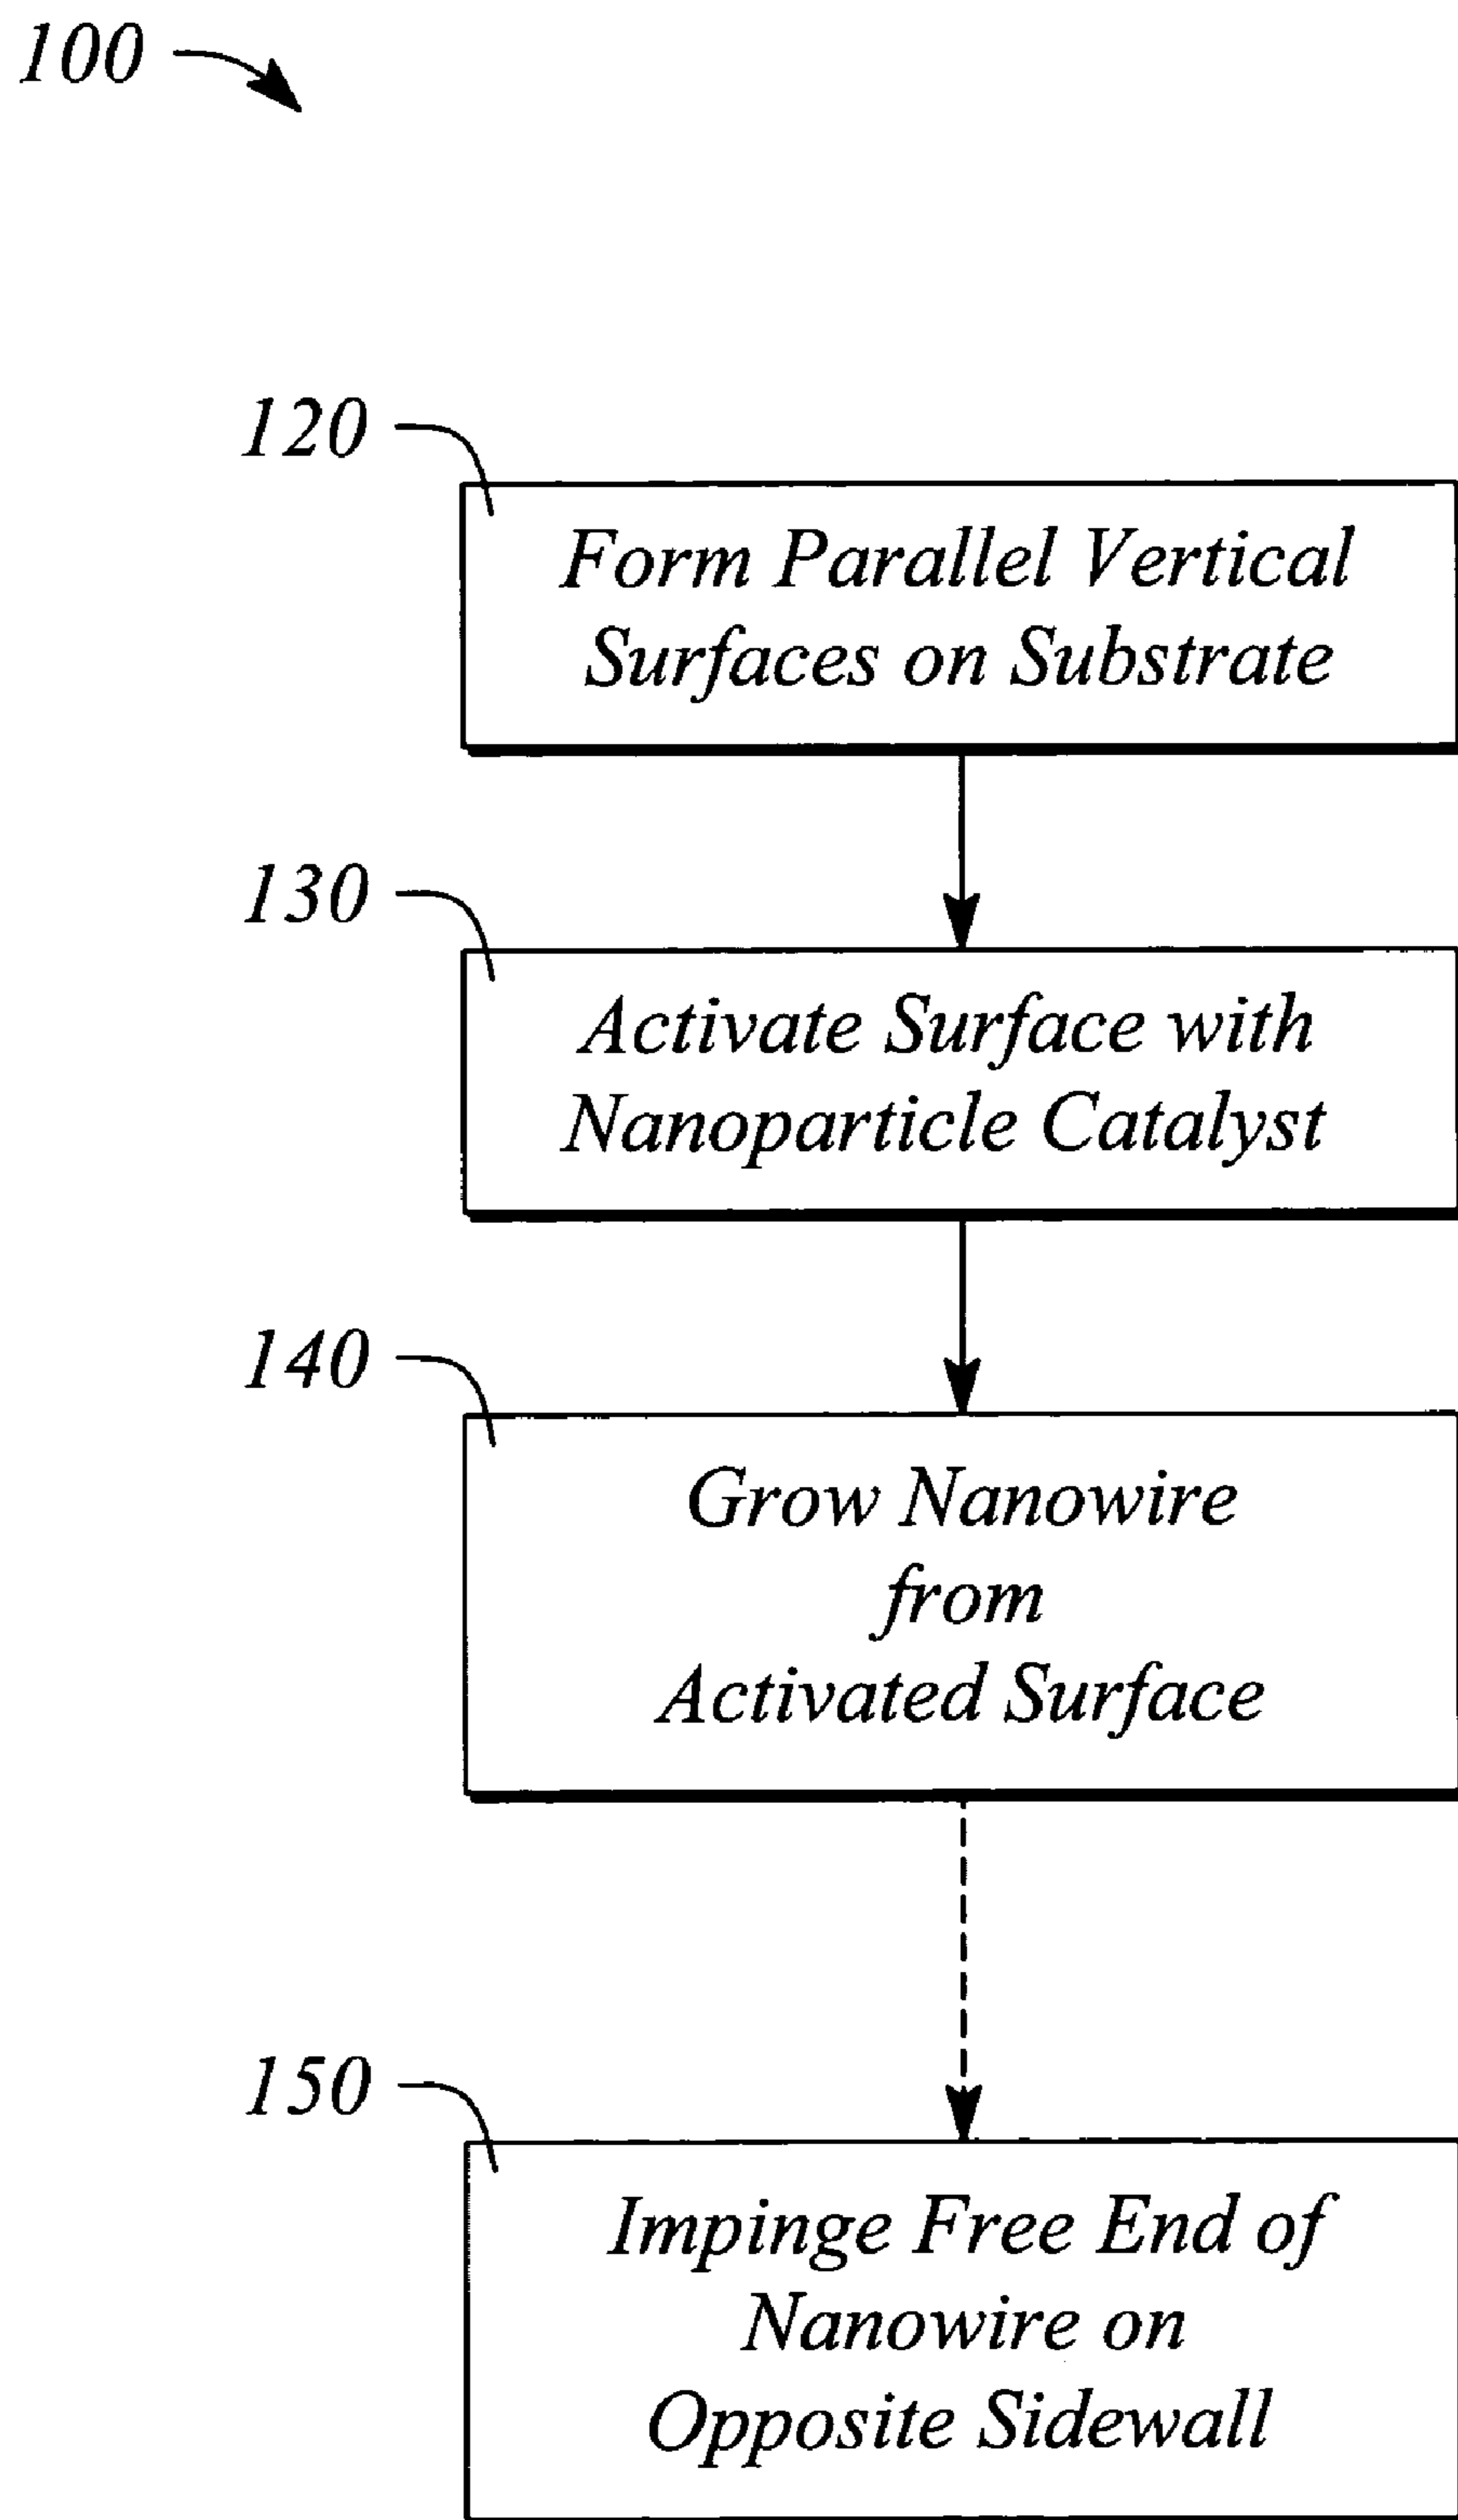 100
120
Form Parallel Vertical
Surfaces on Substrate
130
Activate Surface with
Nanoparticle Catalyst
140
Grow Nanowire
from
Activated Surface
150
Impinge Free End of
Nanowire on
Opposite Sidewall